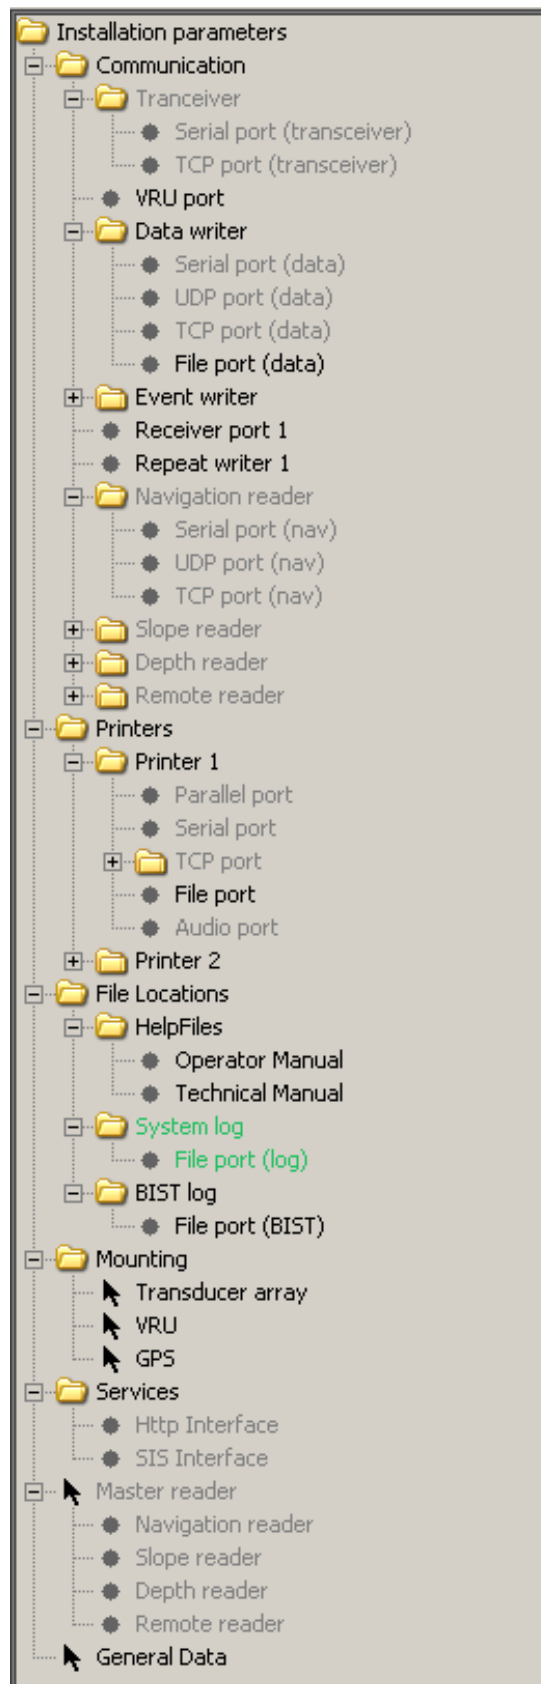 Installation parameters
Communication
Tranceiver
Serial port (transceiver)
TCP port (transceiver)
VRU port
Data writer
Serial port (data)
UDP port (data)
TCP port (data)
File port (data)
Event writer
Receiver port 1
Repeat writer 1
Navigation reader
Serial port (nav)
UDP port (nav)
TCP port (nav)
Slope reader
Depth reader
Remote reader
Printers
Printer 1
Parallel port
Serial port
TCP port
File port
Audio port
Printer 2
File Locations
HelpFiles
Operator Manual
Technical Manual
System log
File port (log)
BIST log
File port (BIST)
Mounting
Transducer array
VRU
GPS
Services
Http Interface
SIS Interface
Master reader
Navigation reader
Slope reader
Depth reader
Remote reader
General Data